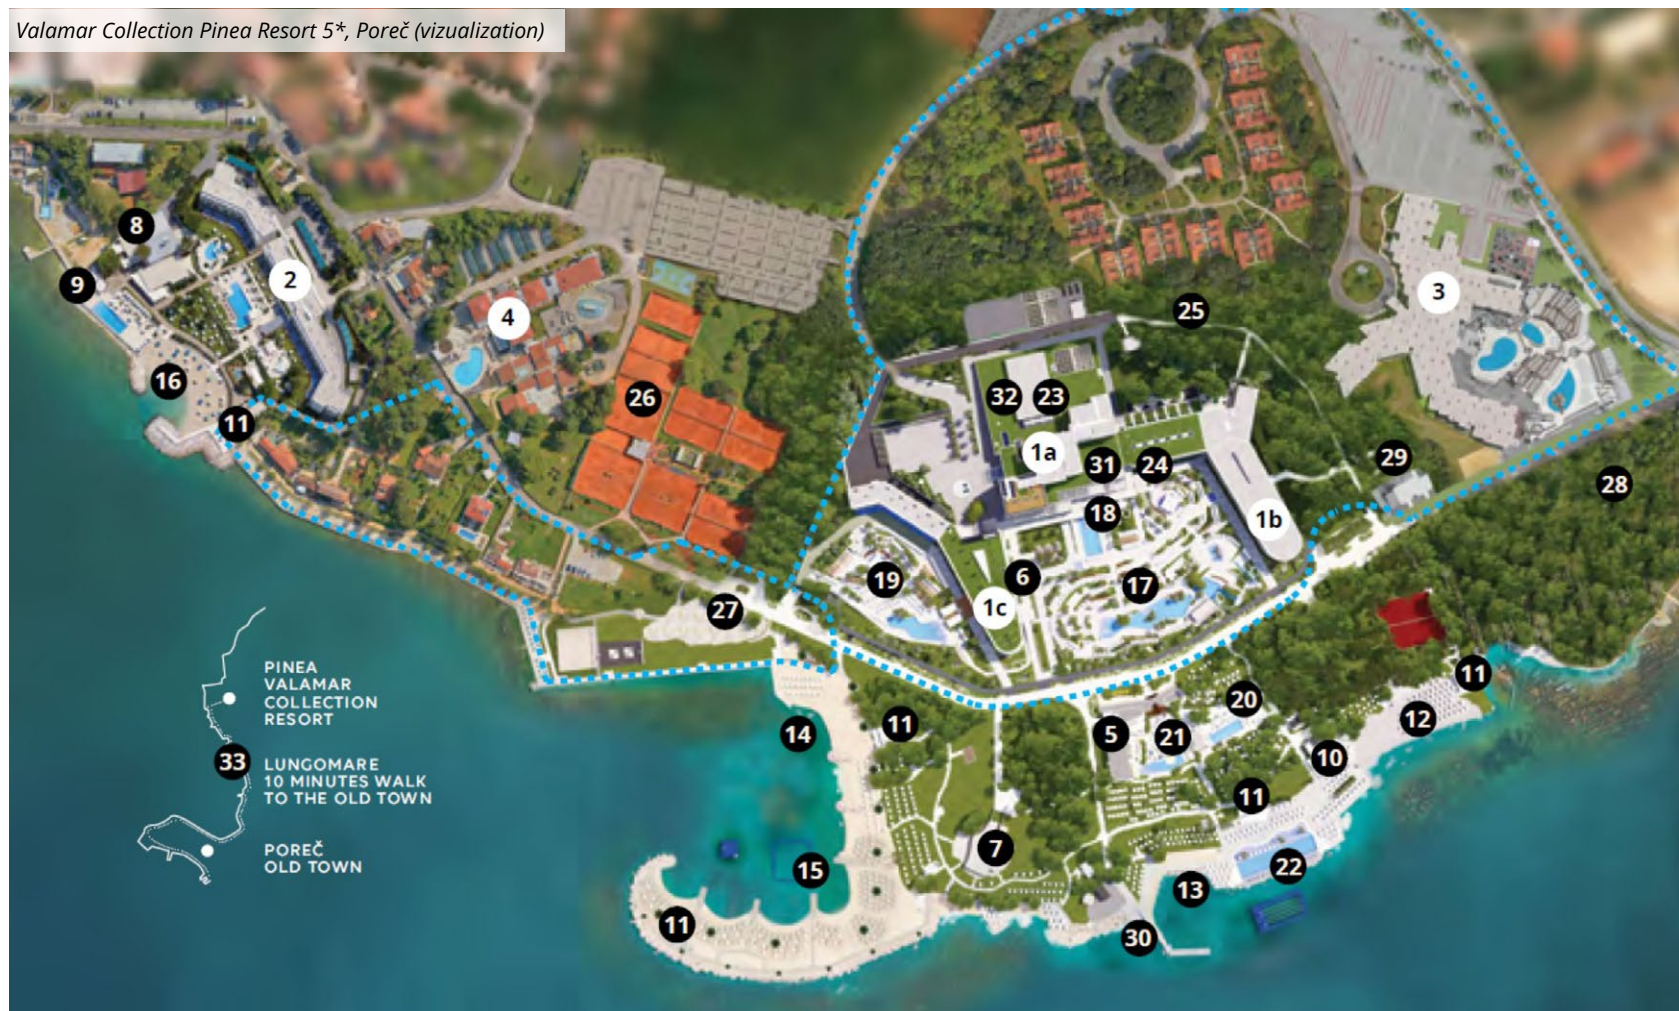 Valamar Collection Pinea Resort 5*, Poreč (vizualization)
8
2
9
4
16
11
26
25
3
32
23
1a
31
24
29
28
18
1b
19
6
17
1c
27
PINEA
VALAMAR
COLLECTION
RESORT
33
LUNGOMARE
10 MINUTES WALK
TO THE OLD TOWN
POREČ
OLD TOWN
14
11
5
21
20
11
12
10
11
7
15
22
13
11
30